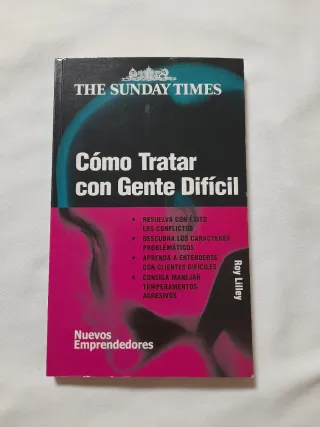 THE SUNDAY TIMES
Cómo Tratar
con Gente Difícil
• RESUELVA CON ÉXITO
LOS CONFLICTOS
• DESCUBRA LOS CARACTERES
PROBLEMÁTICOS
• APRENDA A ENTENDERSE
CON CLIENTES DIFÍCILES
• CONSIGA MANEJAR
TEMPERAMENTOS
AGRESIVOS
Roy Lilley
Nuevos
Emprendedores